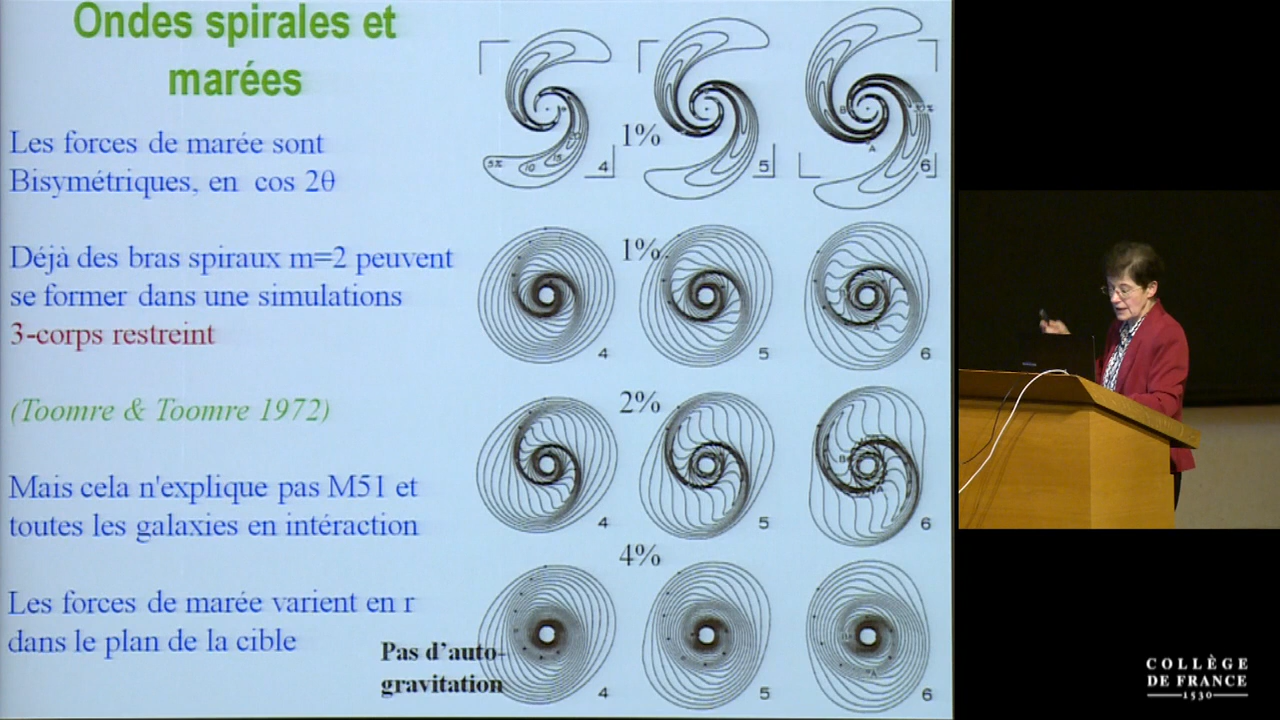 Ondes spirales et
marées
Les forces de marée sont
Bisymétriques, en cos 2θ
Déjà des bras spiraux m=2 peuvent
se former dans une simulations
3-corps restreint
(Toomre & Toomre 1972)
Mais cela n'explique pas M51 et
toutes les galaxies en intéraction
Les forces de marée varient en r
dans le plan de la cible
Pas d'auto-
gravitation
1%
5%
10
15
4
5
B
A
6
1%
4
5
A
6
2%
4
5
B
A
6
4%
4
5
A
6
COLLÈGE
DE FRANCE
1530